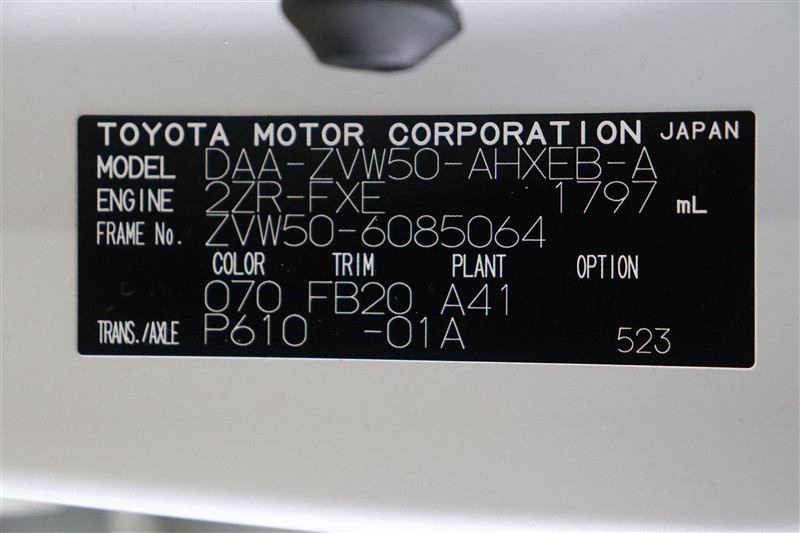 TOYOTA MOTOR CORPORATION JAPAN
MODEL DAA-ZVW50-AHXEB-A
ENGINE 2ZR-FXE 1797 mL
FRAME No. ZVW50-6085064
COLOR TRIM PLANT OPTION
070 FB20 A41
TRANS./AXLE P610 -01A 523